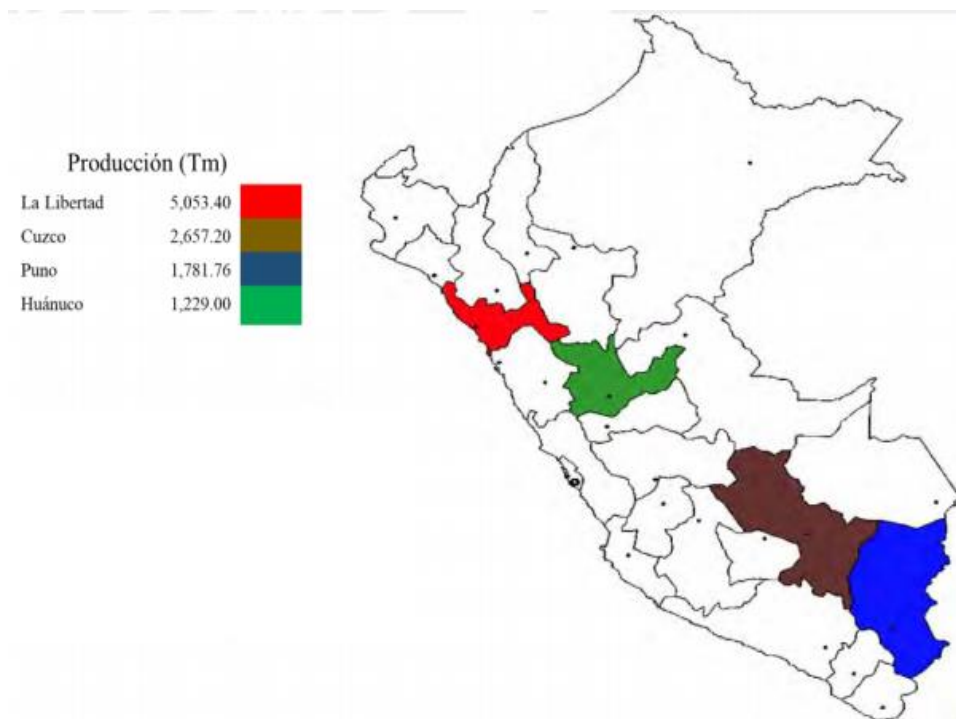 Producción (Tm)
La Libertad 5,053.40
Cuzco 2,657.20
Puno 1,781.76
Huánuco 1,229.00